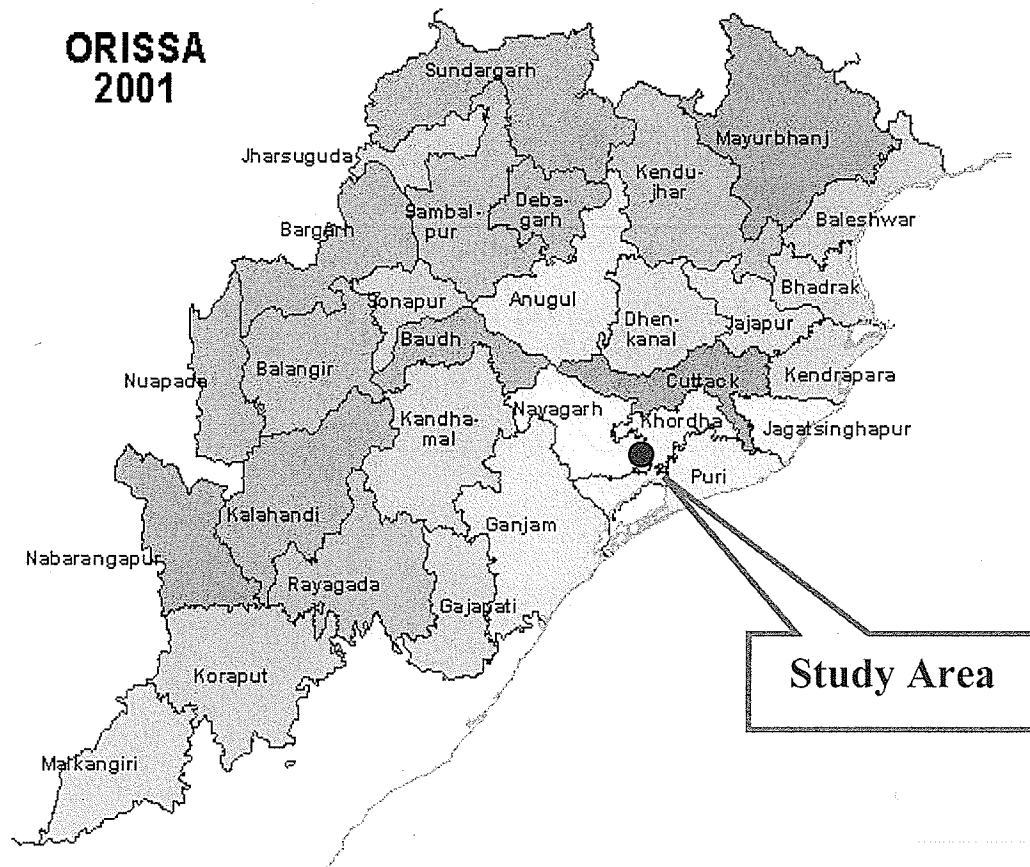 ORISSA
2001
Sundargarh
Mayurbhanj
Jharsuguda
Kendu-
jhar
Sambal-
pur
Deba-
garh
Baleshwar
Bargarh
Bhadrak
Sonapur
Anugul
Dhen-
kanal
Jajapur
Baudh
Nuapada
Balangir
Cuttack
Kendrapara
Kandha-
mal
Nayagarh
Khordha
Jagatsinghapur
Puri
Kalahandi
Ganjam
Nabarangapur
Rayagada
Gajapati
Koraput
Study Area
Malkangiri